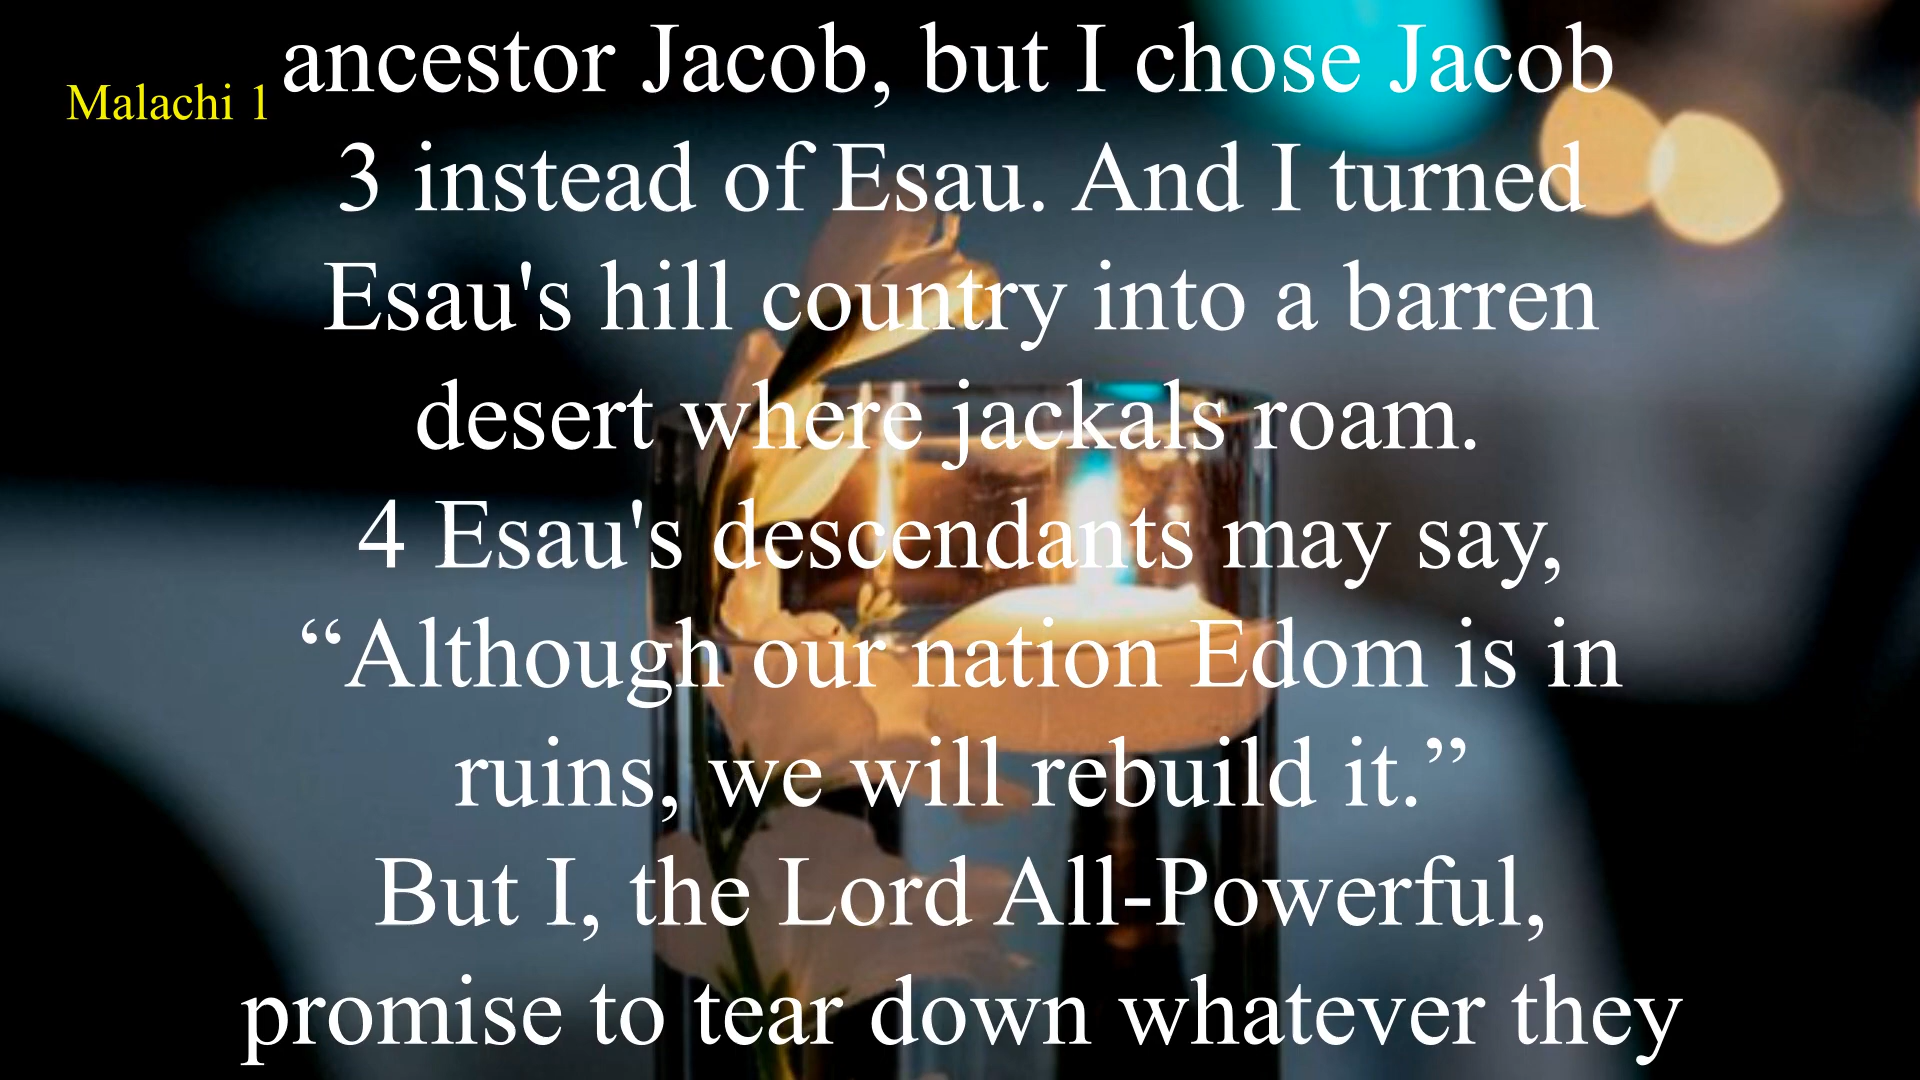 Malachi 1
ancestor Jacob, but I chose Jacob
3 instead of Esau. And I turned
Esau's hill country into a barren
desert where jackals roam.
4 Esau's descendants may say,
“Although our nation Edom is in
ruins, we will rebuild it.”
But I, the Lord All-Powerful,
promise to tear down whatever they